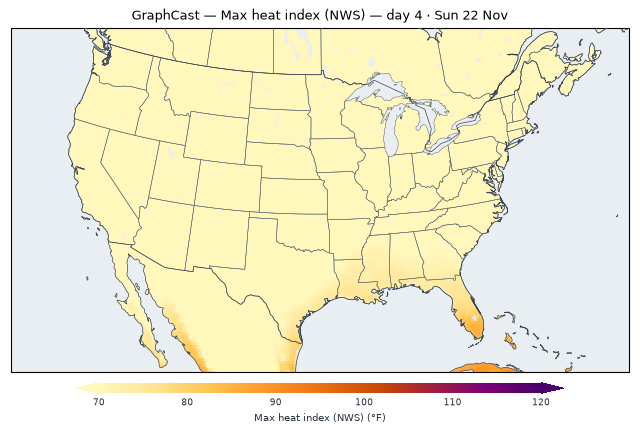 GraphCast — Max heat index (NWS) — day 4 · Sun 22 Nov
70 80 90 100 110 120
Max heat index (NWS) (°F)